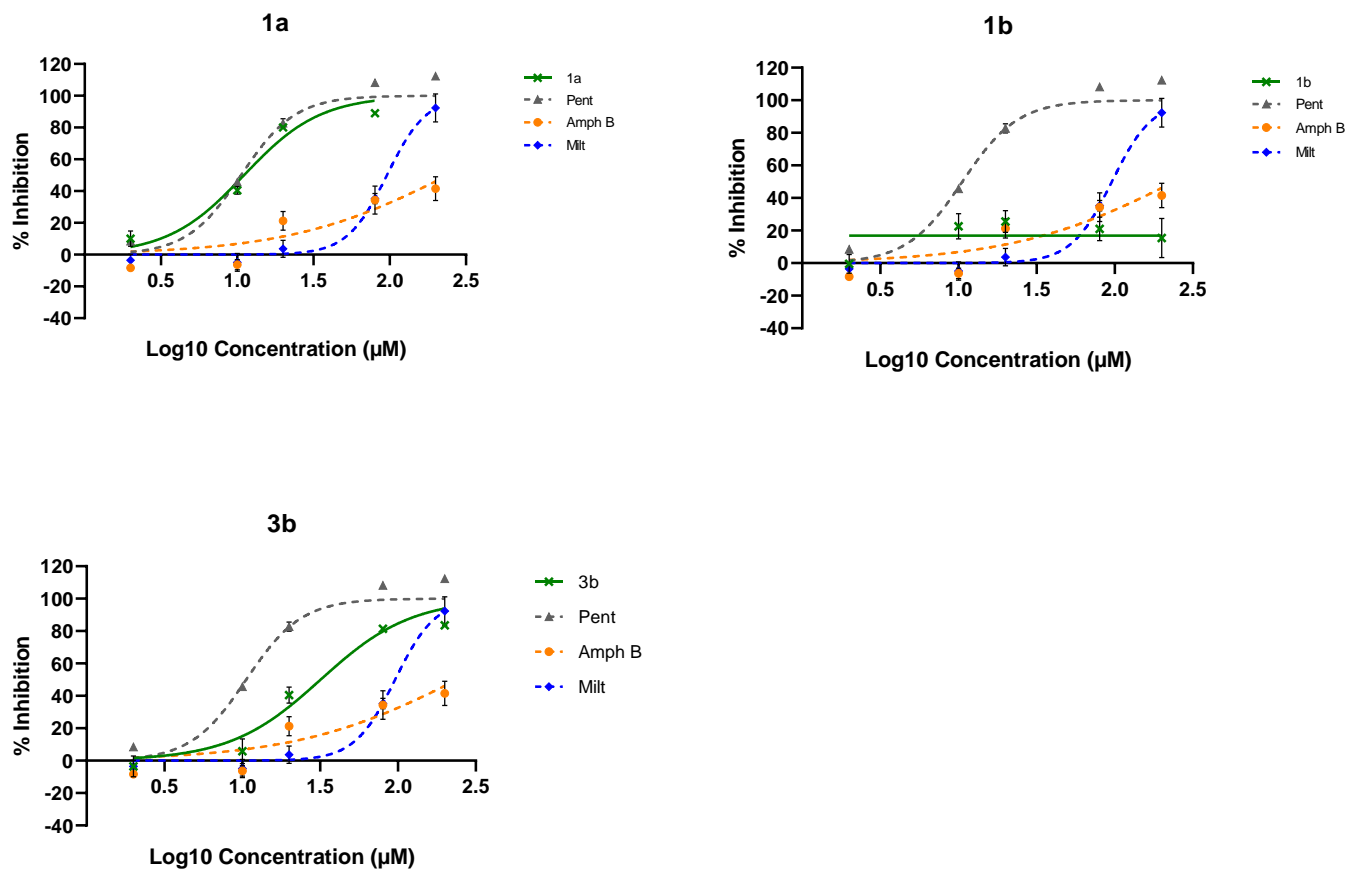 1a
120
100
80
60
40
20
0
-20
-40
% Inhibition
0.5 1.0 1.5 2.0 2.5
Log10 Concentration (µM)
1a
Pent
Amph B
Milt
1b
120
100
80
60
40
20
0
-20
-40
% Inhibition
0.5 1.0 1.5 2.0 2.5
Log10 Concentration (µM)
1b
Pent
Amph B
Milt
3b
120
100
80
60
40
20
0
-20
-40
% Inhibition
0.5 1.0 1.5 2.0 2.5
Log10 Concentration (µM)
3b
Pent
Amph B
Milt